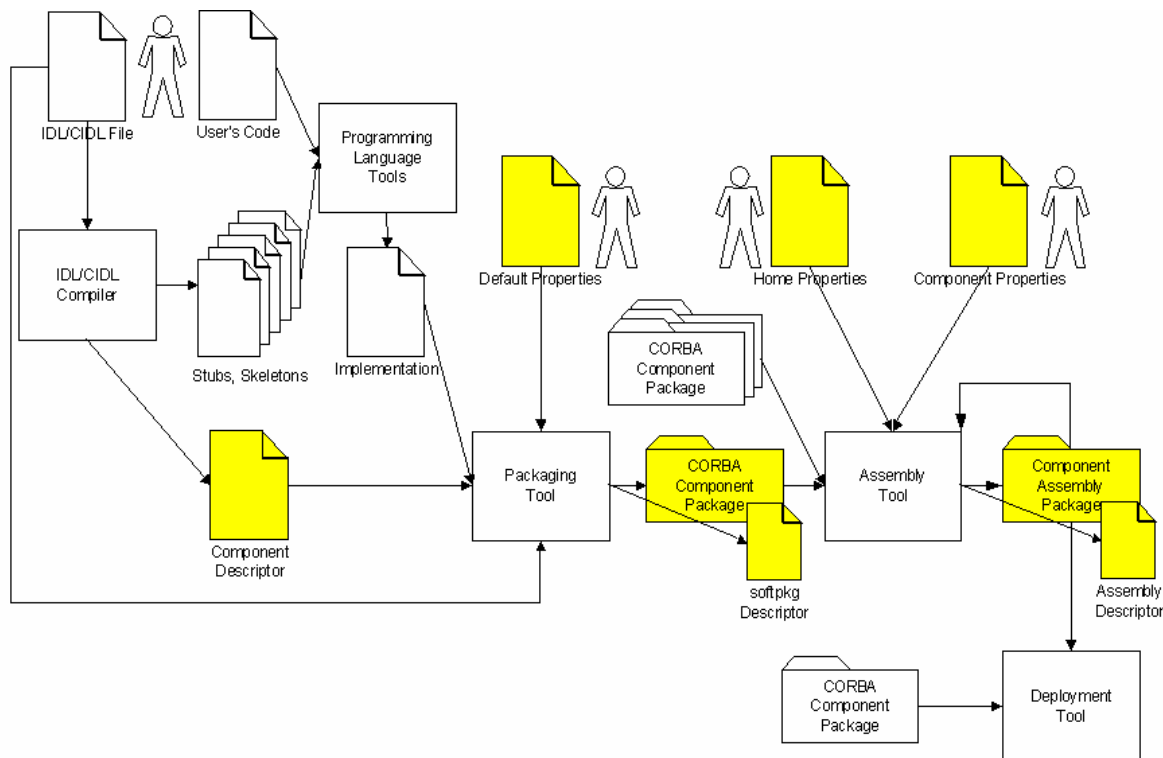 IDL/CIDL File
User's Code
Programming
Language
Tools
IDL/CIDL
Compiler
Stubs, Skeletons
Implementation
Default Properties
Home Properties
Component Properties
CORBA
Component
Package
Component
Descriptor
Packaging
Tool
CORBA
Component
Package
softpkg
Descriptor
Assembly
Tool
Component
Assembly
Package
Assembly
Descriptor
CORBA
Component
Package
Deployment
Tool